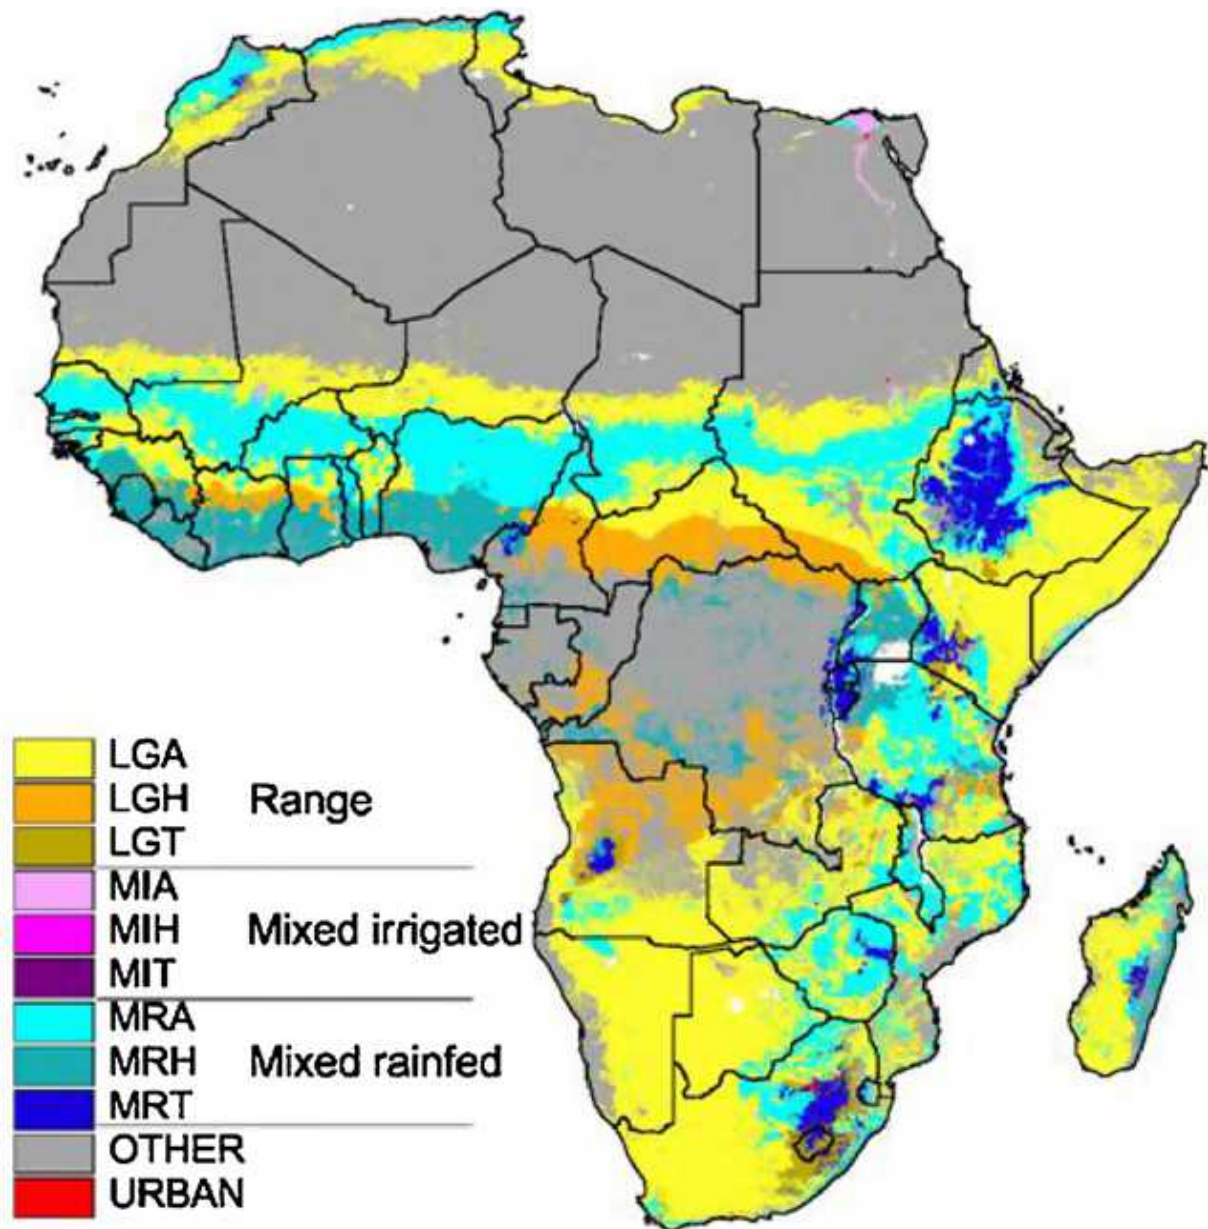 LGA
LGH Range
LGT
MIA
MIH Mixed irrigated
MIT
MRA
MRH Mixed rainfed
MRT
OTHER
URBAN